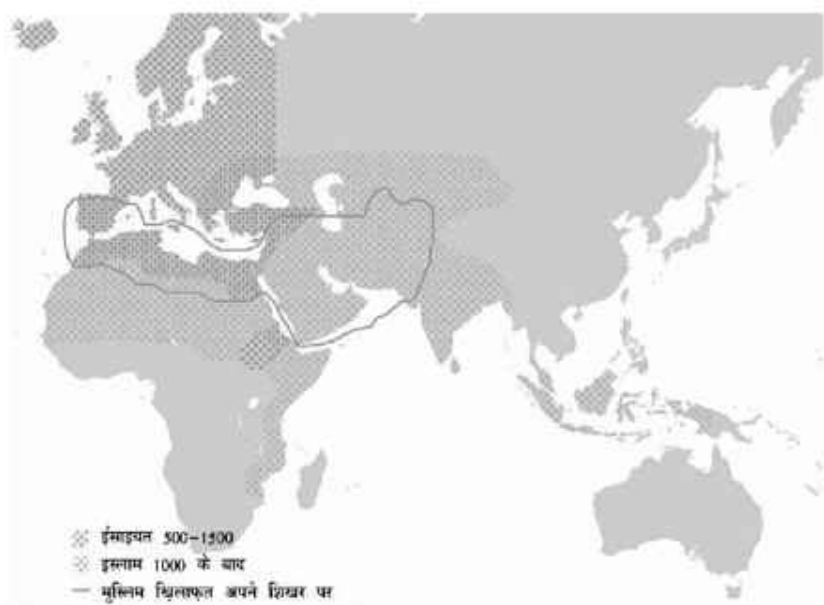 ईसाइयत 500-1500
इस्लाम 1000 के बाद
मुस्लिम ख़िलाफ़त अपने शिखर पर